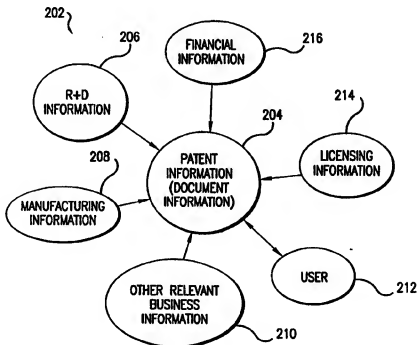 202
206
R+D
INFORMATION
FINANCIAL
INFORMATION
216
204
214
208
PATENT
INFORMATION
(DOCUMENT
INFORMATION)
LICENSING
INFORMATION
MANUFACTURING
INFORMATION
USER
212
OTHER RELEVANT
BUSINESS
INFORMATION
210